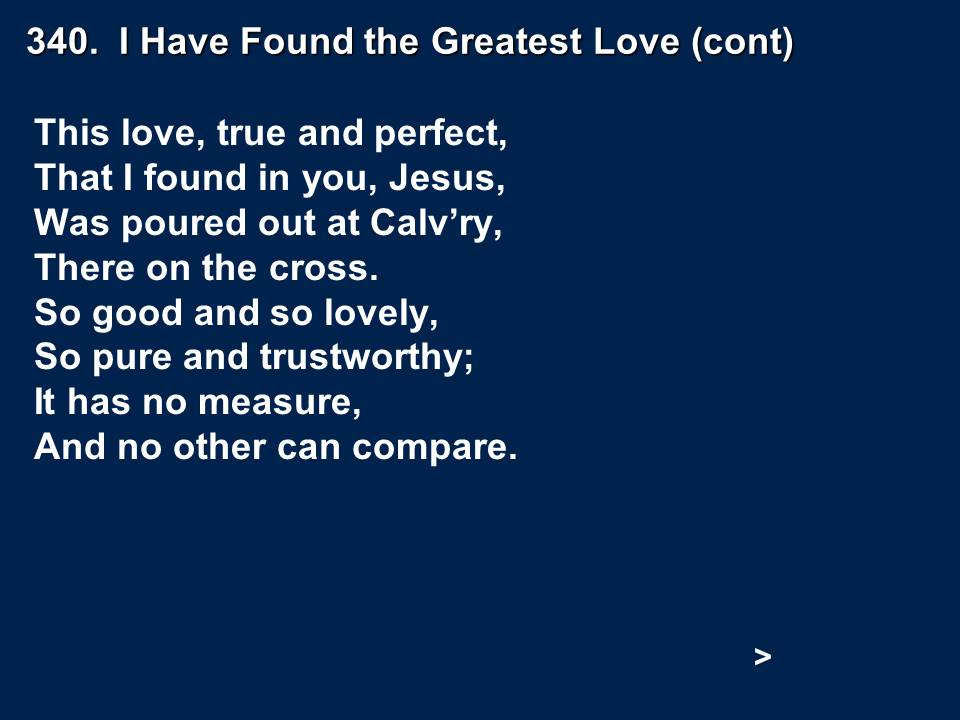 340.  I Have Found the Greatest Love (cont)
This love, true and perfect,
That I found in you, Jesus,
Was poured out at Calv’ry,
There on the cross.
So good and so lovely,
So pure and trustworthy;
It has no measure,
And no other can compare.
>